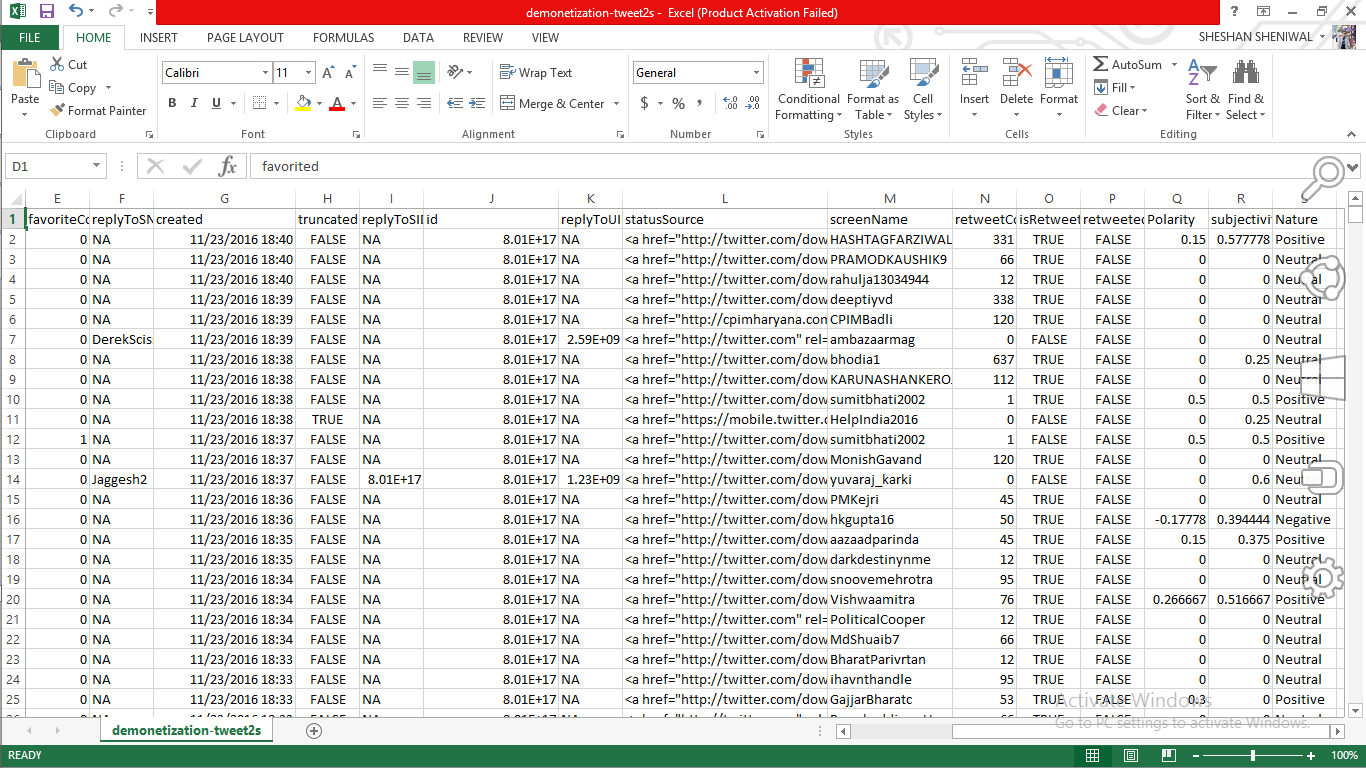 demonetization-tweet2s - Excel (Product Activation Failed)
FILE HOME INSERT PAGE LAYOUT FORMULAS DATA REVIEW VIEW SHESHAN SHENIWAL
Cut
Copy
Format Painter
Paste
Calibri 11
B I U
Wrap Text
Merge & Center
General
$ % ,
Conditional Formatting
Format as Table
Cell Styles
Insert Delete Format
AutoSum
Fill
Clear
Sort & Filter
Find & Select
Clipboard Font Alignment Number Styles Cells Editing
D1 fx favorited
E F G H I J K L M N O P Q R S
1 favoriteCo replyToSN created truncated replyToSII id replyToUI statusSource screenName retweetCo isRetweet retweeted Polarity subjectivi Nature
2 0 NA 11/23/2016 18:40 FALSE NA 8.01E+17 NA <a href="http://twitter.com/dow HASHTAGFARZIWAL 331 TRUE FALSE 0.15 0.577778 Positive
3 0 NA 11/23/2016 18:40 FALSE NA 8.01E+17 NA <a href="http://twitter.com/dow PRAMODKAUSHIK9 66 TRUE FALSE 0 0 Neutral
4 0 NA 11/23/2016 18:40 FALSE NA 8.01E+17 NA <a href="http://twitter.com/dow rahulja13034944 12 TRUE FALSE 0 0 Neutral
5 0 NA 11/23/2016 18:39 FALSE NA 8.01E+17 NA <a href="http://twitter.com/dow deeptiyvd 338 TRUE FALSE 0 0 Neutral
6 0 NA 11/23/2016 18:39 FALSE NA 8.01E+17 NA <a href="http://cpimharyana.con CPIMBadli 120 TRUE FALSE 0 0 Neutral
7 0 DerekScis 11/23/2016 18:39 FALSE NA 8.01E+17 2.59E+09 <a href="http://twitter.com" rel= ambazaarmag 0 FALSE FALSE 0 0 Neutral
8 0 NA 11/23/2016 18:38 FALSE NA 8.01E+17 NA <a href="http://twitter.com/dow bhodia1 637 TRUE FALSE 0 0.25 Neutral
9 0 NA 11/23/2016 18:38 FALSE NA 8.01E+17 NA <a href="http://twitter.com/dow KARUNASHANKERO 112 TRUE FALSE 0 0 Neutral
10 0 NA 11/23/2016 18:38 FALSE NA 8.01E+17 NA <a href="http://twitter.com/dow sumitbhati2002 1 TRUE FALSE 0.5 0.5 Positive
11 0 NA 11/23/2016 18:38 TRUE NA 8.01E+17 NA <a href="https://mobile.twitter.c HelpIndia2016 0 FALSE FALSE 0 0.25 Neutral
12 1 NA 11/23/2016 18:37 FALSE NA 8.01E+17 NA <a href="http://twitter.com/dow sumitbhati2002 1 FALSE FALSE 0.5 0.5 Positive
13 0 NA 11/23/2016 18:37 FALSE NA 8.01E+17 NA <a href="http://twitter.com/dow MonishGavand 120 TRUE FALSE 0 0 Neutral
14 0 Jaggesh2 11/23/2016 18:37 FALSE 8.01E+17 8.01E+17 1.23E+09 <a href="http://twitter.com/dow yuvaraj_karki 0 FALSE FALSE 0 0.6 Neutral
15 0 NA 11/23/2016 18:36 FALSE NA 8.01E+17 NA <a href="http://twitter.com/dow PMKejri 45 TRUE FALSE 0 0 Neutral
16 0 NA 11/23/2016 18:36 FALSE NA 8.01E+17 NA <a href="http://twitter.com/dow hkgupta16 50 TRUE FALSE -0.17778 0.394444 Negative
17 0 NA 11/23/2016 18:35 FALSE NA 8.01E+17 NA <a href="http://twitter.com/dow aazaadparinda 45 TRUE FALSE 0.15 0.375 Positive
18 0 NA 11/23/2016 18:35 FALSE NA 8.01E+17 NA <a href="http://twitter.com/dow darkdestinynme 12 TRUE FALSE 0 0 Neutral
19 0 NA 11/23/2016 18:34 FALSE NA 8.01E+17 NA <a href="http://twitter.com/dow snoovemehrotra 95 TRUE FALSE 0 0 Neutral
20 0 NA 11/23/2016 18:34 FALSE NA 8.01E+17 NA <a href="http://twitter.com/dow Vishwaamitra 76 TRUE FALSE 0.266667 0.516667 Positive
21 0 NA 11/23/2016 18:34 FALSE NA 8.01E+17 NA <a href="http://twitter.com" rel= PoliticalCooper 12 TRUE FALSE 0 0 Neutral
22 0 NA 11/23/2016 18:34 FALSE NA 8.01E+17 NA <a href="http://twitter.com/dow MdShuaib7 66 TRUE FALSE 0 0 Neutral
23 0 NA 11/23/2016 18:33 FALSE NA 8.01E+17 NA <a href="http://twitter.com/dow BharatParivrtan 12 TRUE FALSE 0 0 Neutral
24 0 NA 11/23/2016 18:33 FALSE NA 8.01E+17 NA <a href="http://twitter.com/dow ihavnthandle 95 TRUE FALSE 0 0 Neutral
25 0 NA 11/23/2016 18:33 FALSE NA 8.01E+17 NA <a href="http://twitter.com/dow GajjarBharatc 53 TRUE FALSE 0.3 0 Positive
Activate Windows
Go to PC settings to activate Windows.
demonetization-tweet2s
READY 100%